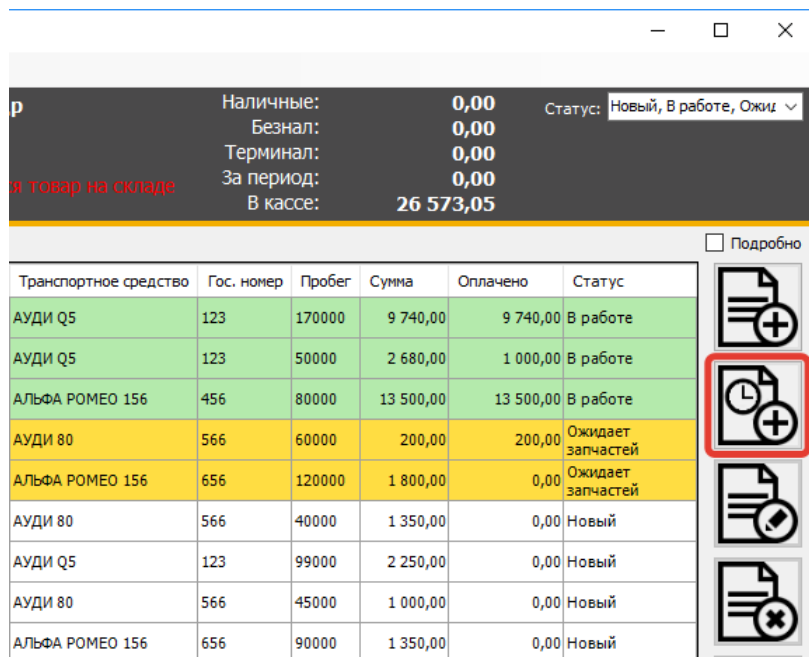 р Наличные: 0,00 Статус: Новый, В работе, Ожид
Безнал: 0,00
Терминал: 0,00
ся товар на складе За период: 0,00
В кассе: 26 573,05
Подробно
Транспортное средство Гос. номер Пробег Сумма Оплачено Статус
АУДИ Q5 123 170000 9 740,00 9 740,00 В работе
АУДИ Q5 123 50000 2 680,00 1 000,00 В работе
АЛЬФА РОМЕО 156 456 80000 13 500,00 13 500,00 В работе
АУДИ 80 566 60000 200,00 200,00 Ожидает запчастей
АЛЬФА РОМЕО 156 656 120000 1 800,00 0,00 Ожидает запчастей
АУДИ 80 566 40000 1 350,00 0,00 Новый
АУДИ Q5 123 99000 2 250,00 0,00 Новый
АУДИ 80 566 45000 1 000,00 0,00 Новый
АЛЬФА РОМЕО 156 656 90000 1 350,00 0,00 Новый